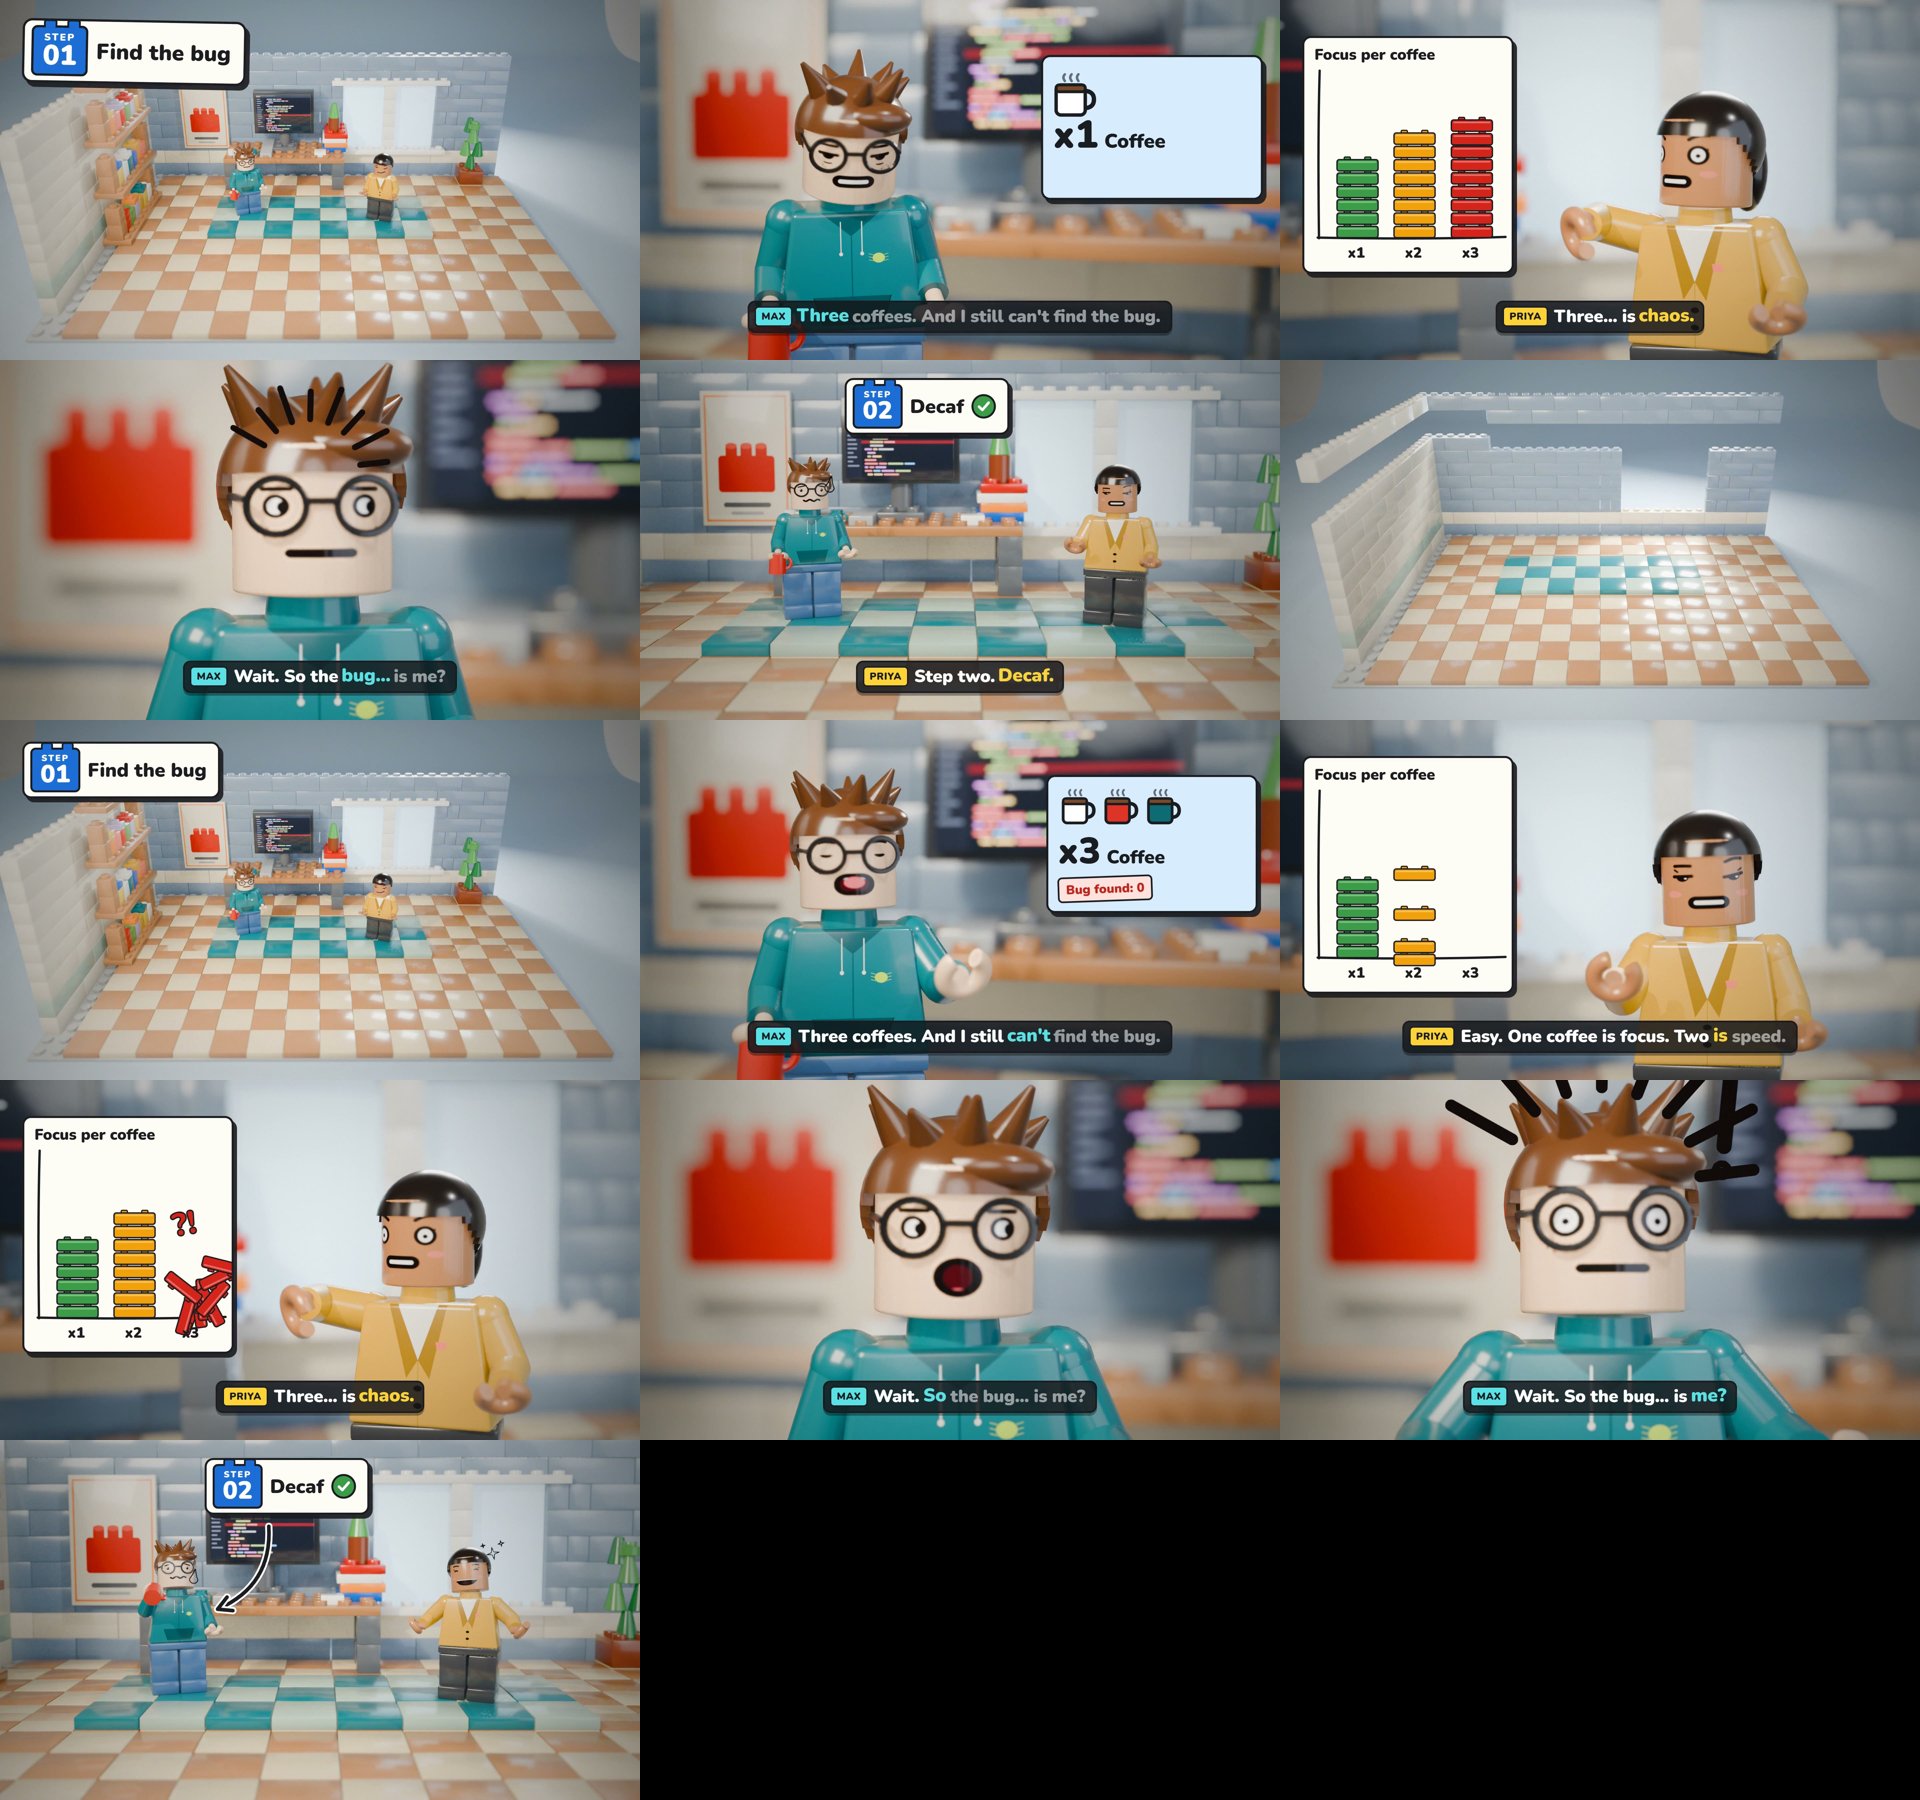 STEP
01
Find the bug
x1 Coffee
MAX Three coffees. And I still can't find the bug.
Focus per coffee
x1 x2 x3
PRIYA Three... is chaos.
MAX Wait. So the bug... is me?
STEP
02
Decaf
PRIYA Step two. Decaf.
STEP
01
Find the bug
x3 Coffee
Bug found: 0
MAX Three coffees. And I still can't find the bug.
Focus per coffee
x1 x2 x3
PRIYA Easy. One coffee is focus. Two is speed.
Focus per coffee
?!
x1 x2 x3
PRIYA Three... is chaos.
MAX Wait. So the bug... is me?
MAX Wait. So the bug... is me?
STEP
02
Decaf